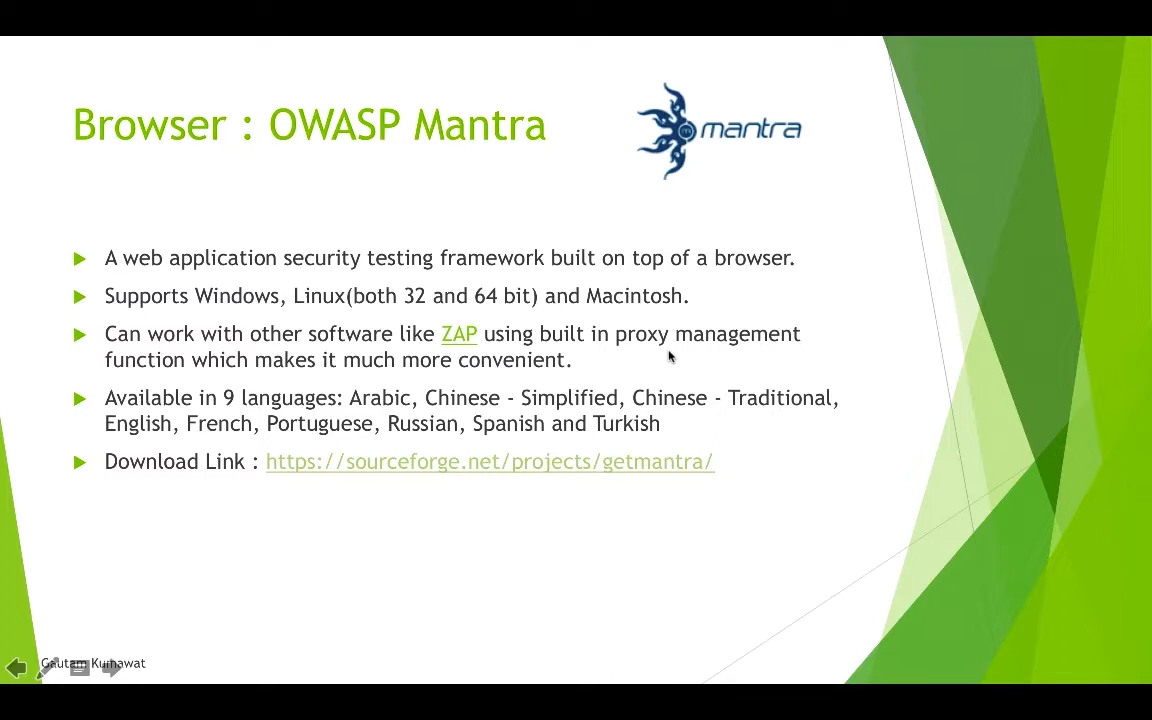 Browser : OWASP Mantra
mantra
A web application security testing framework built on top of a browser.
Supports Windows, Linux(both 32 and 64 bit) and Macintosh.
Can work with other software like ZAP using built in proxy management
function which makes it much more convenient.
Available in 9 languages: Arabic, Chinese - Simplified, Chinese - Traditional,
English, French, Portuguese, Russian, Spanish and Turkish
Download Link : https://sourceforge.net/projects/getmantra/
Gautam Kumawat